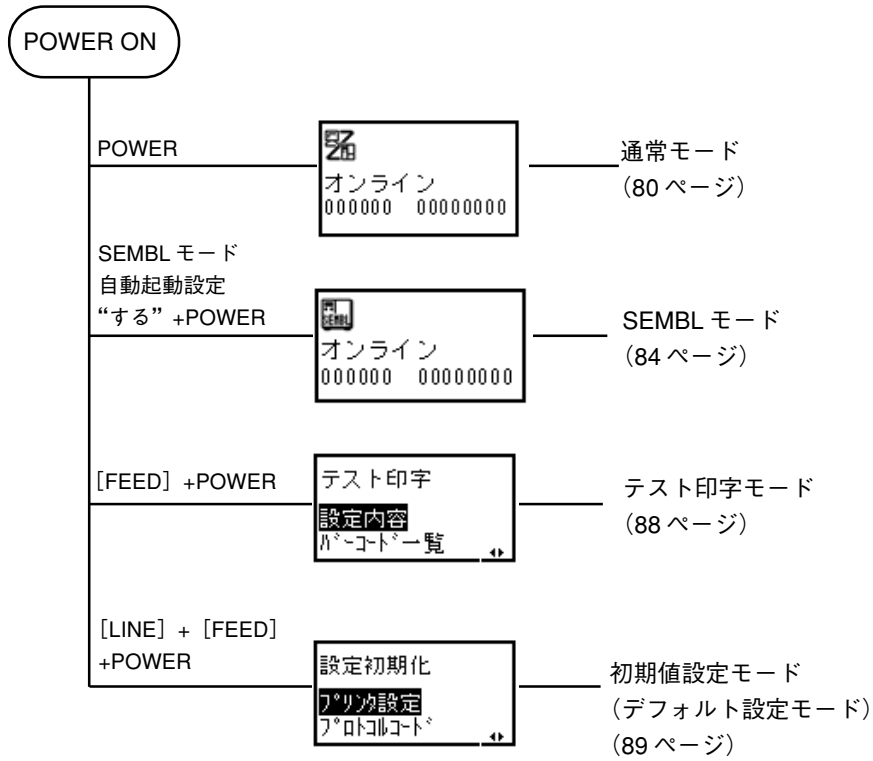 POWER ON
POWER
オンライン
000000 00000000
通常モード
（80 ページ）
SEMBL モード
自動起動設定
“する” +POWER
SEMBL
オンライン
000000 00000000
SEMBL モード
（84 ページ）
［FEED］+POWER
テスト印字
設定内容
ﾊﾞｰｺｰﾄﾞ一覧
テスト印字モード
（88 ページ）
［LINE］+［FEED］
+POWER
設定初期化
ﾌﾟﾘﾝﾀ設定
ﾌﾟﾛﾄｺﾙｺｰﾄﾞ
初期値設定モード
（デフォルト設定モード）
（89 ページ）